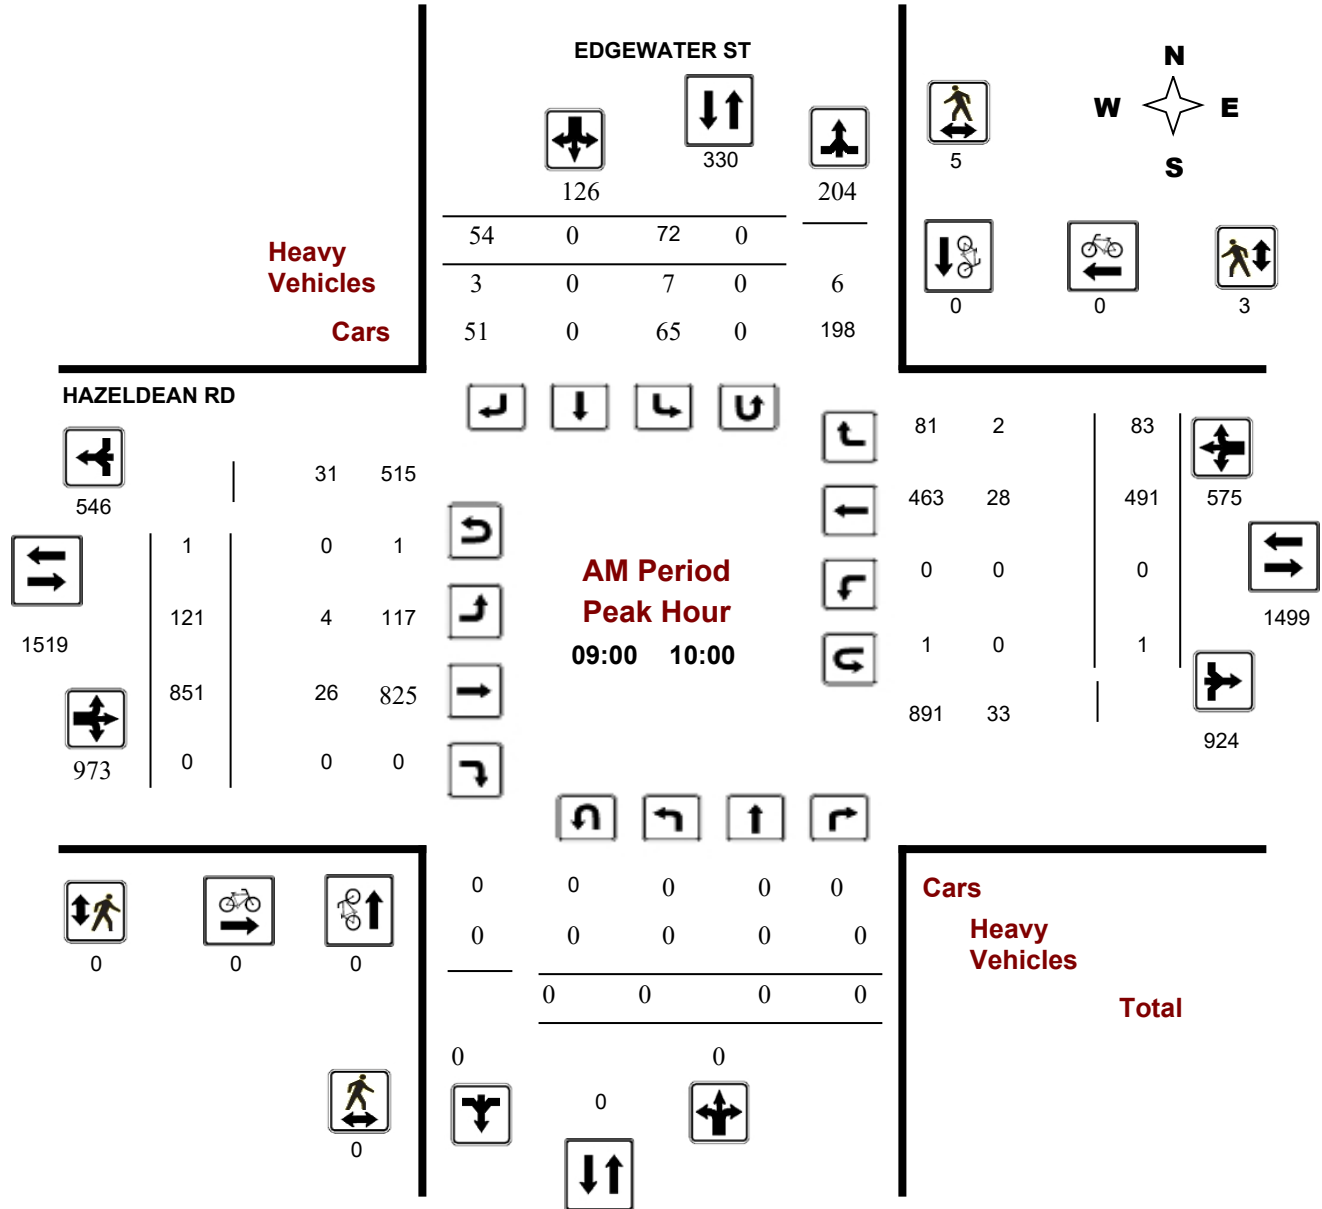 EDGEWATER ST
N
W E
S
330
5
126
204
54 0 72 0
Heavy
Vehicles
3 0 7 0 6
0 0 3
Cars
51 0 65 0 198
HAZELDEAN RD
81 2 83
31 515
546
463 28 491 575
1 0 1
AM Period
Peak Hour
09:00 10:00
0 0 0
121 4 117
1499
1519
1 0 1
851 26 825
891 33
924
973 0 0 0
0 0 0 0 0
Cars
0 0 0 0 0
Heavy
Vehicles
0 0 0
0 0 0 0
Total
0 0
0
0